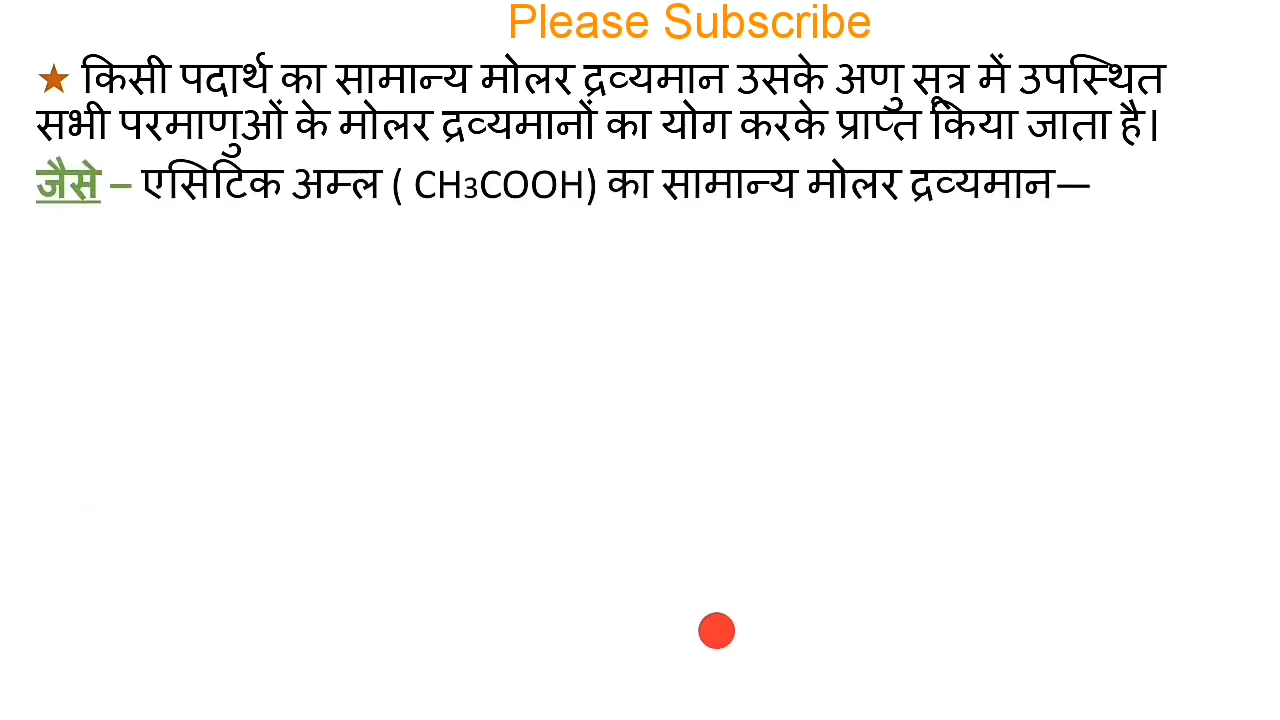 Please Subscribe
★ किसी पदार्थ का सामान्य मोलर द्रव्यमान उसके अणु सूत्र में उपस्थित
सभी परमाणुओं के मोलर द्रव्यमानों का योग करके प्राप्त किया जाता है।
जैसे – एसिटिक अम्ल ( CH3COOH) का सामान्य मोलर द्रव्यमान—